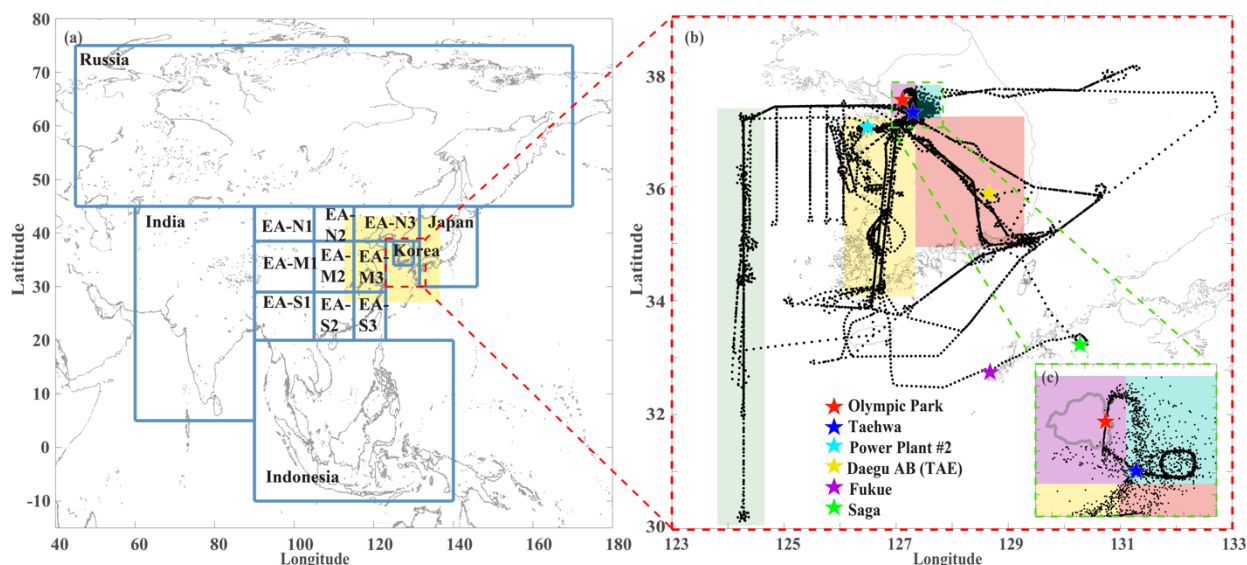 (a)
Russia
India
EA-N1
EA-
N2
EA-N3
Japan
EA-M1
EA-
M2
EA-
M3
Korea
EA-S1
EA-
S2
EA-
S3
Indonesia
80
70
60
50
40
30
20
10
0
-10
Latitude
40 60 80 100 120 140 160 180
Longitude
(b)
38
36
34
32
30
Latitude
Olympic Park
Taehwa
Power Plant #2
Daegu AB (TAE)
Fukue
Saga
(c)
123 125 127 129 131 133
Longitude